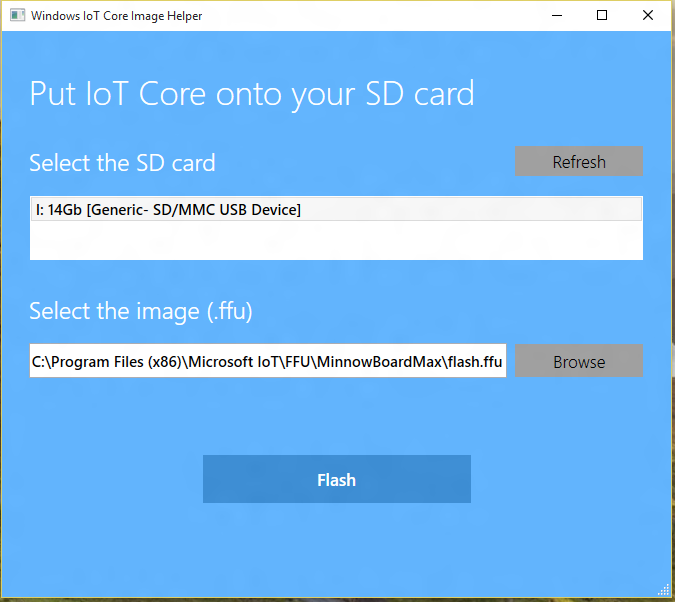 Windows IoT Core Image Helper
Put IoT Core onto your SD card
Select the SD card
Refresh
I: 14Gb [Generic- SD/MMC USB Device]
Select the image (.ffu)
C:\Program Files (x86)\Microsoft IoT\FFU\MinnowBoardMax\flash.ffu
Browse
Flash